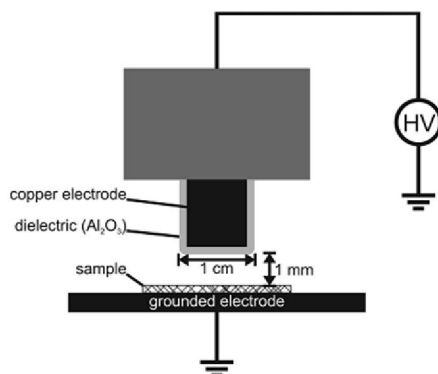 HV
copper electrode
dielectric (Al₂O₃)
1 cm
1 mm
sample
grounded electrode